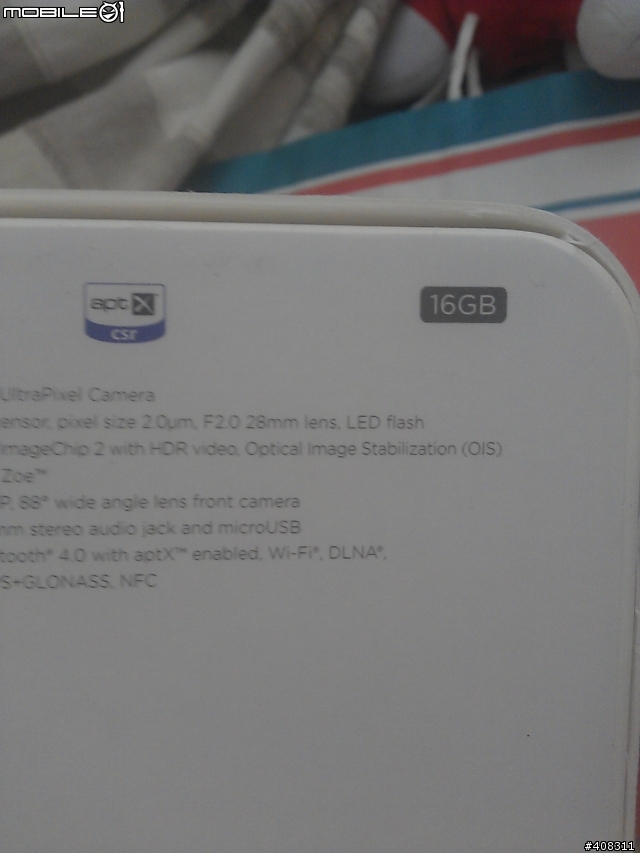 MOBILE01
aptX
csr
16GB
UltraPixel Camera
ensor, pixel size 2.0µm, F2.0 28mm lens, LED flash
ImageChip 2 with HDR video, Optical Image Stabilization (OIS)
Zoe™
P, 88° wide angle lens front camera
mm stereo audio jack and microUSB
tooth® 4.0 with aptX™ enabled, Wi-Fi®, DLNA®,
S+GLONASS, NFC
#408311